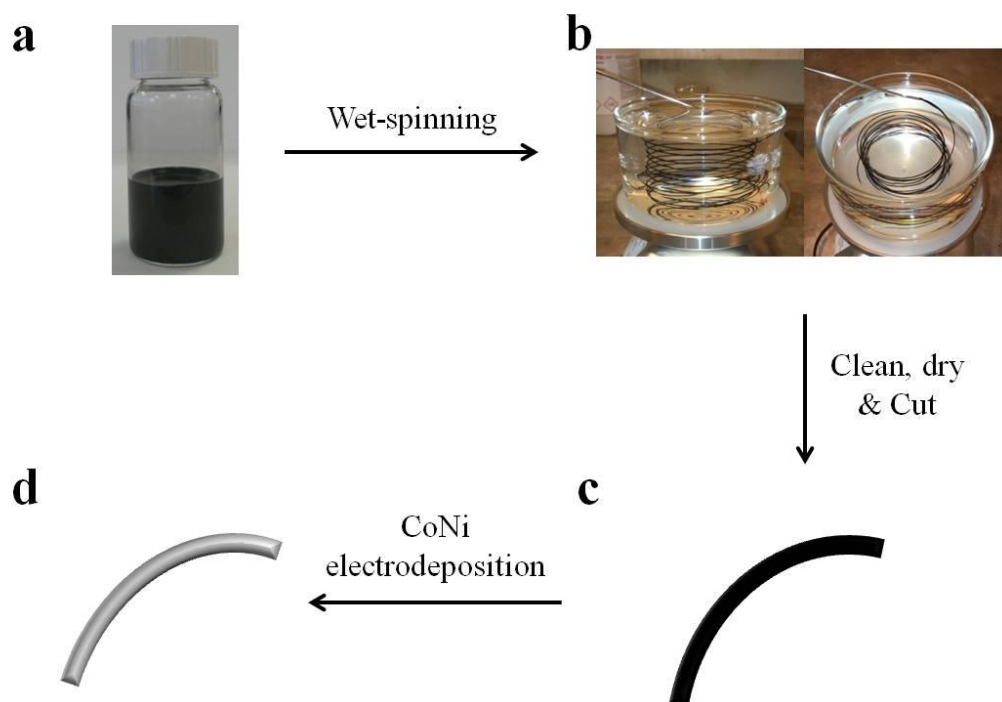 a
Wet-spinning
b
Clean, dry
& Cut
c
CoNi
electrodeposition
d